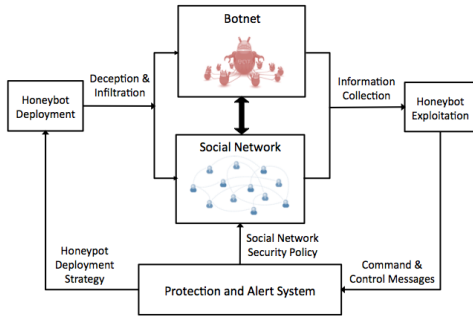 Botnet
Deception &
Infiltration
Information
Collection
Honeybot
Deployment
Honeybot
Exploitation
Social Network
Honeypot
Deployment
Strategy
Social Network
Security Policy
Command &
Control Messages
Protection and Alert System